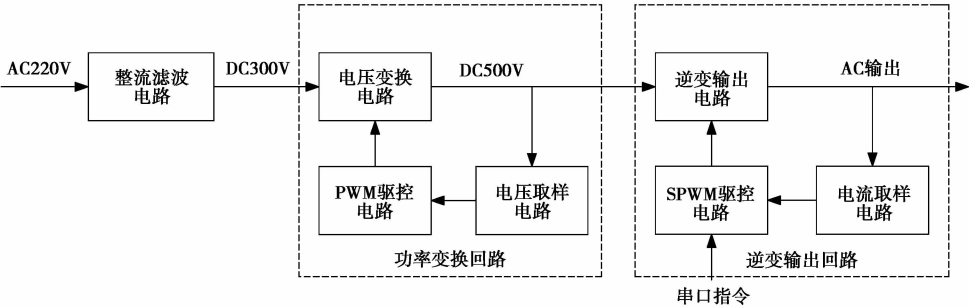 AC220V
整流滤波
电路
DC300V
电压变换
电路
DC500V
逆变输出
电路
AC输出
PWM驱控
电路
电压取样
电路
SPWM驱控
电路
电流取样
电路
功率变换回路
逆变输出回路
串口指令